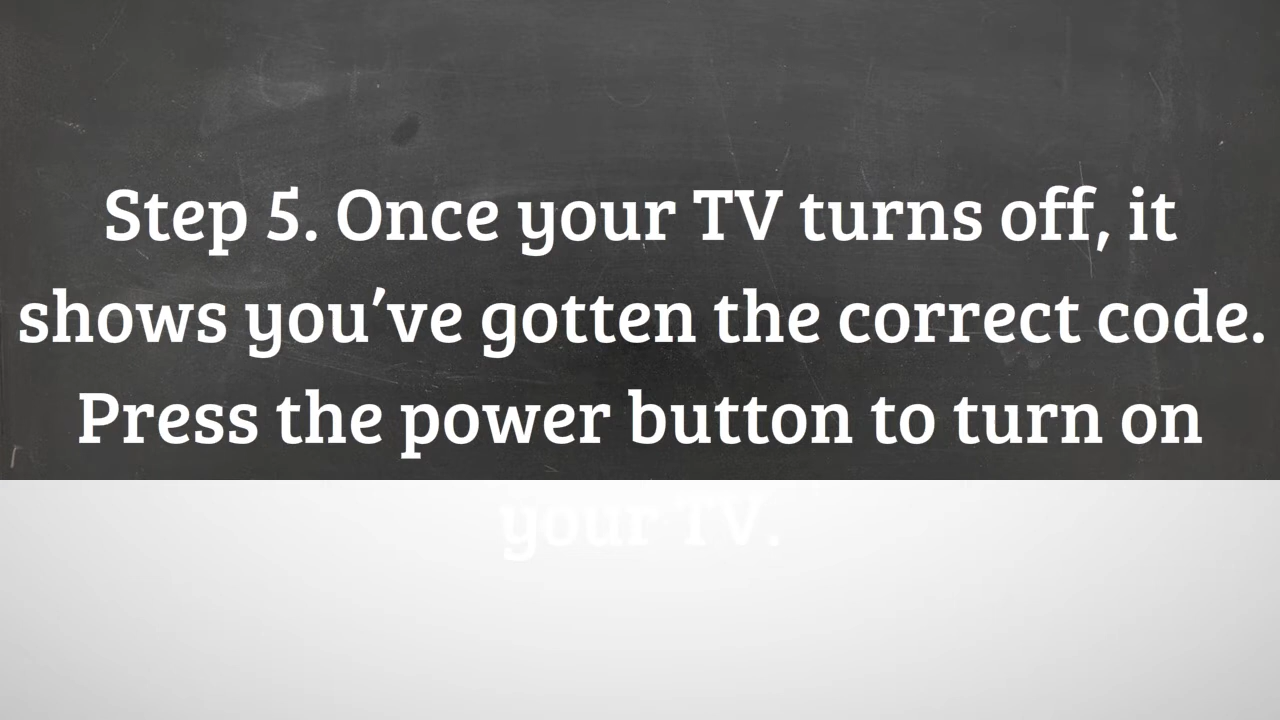 Step 5. Once your TV turns off, it
shows you′ve gotten the correct code.
Press the power button to turn on
your TV.